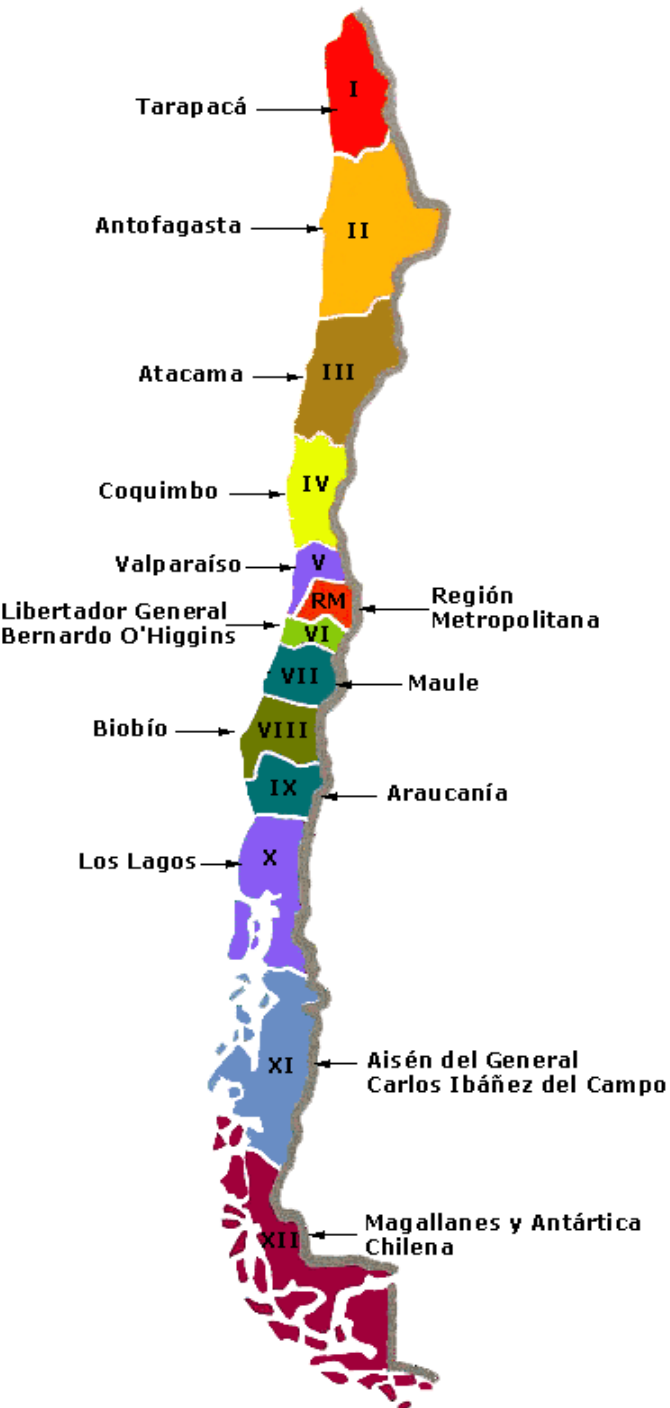 I
Tarapacá
Antofagasta
II
Atacama
III
IV
Coquimbo
Valparaíso
V
RM
Región
Metropolitana
Libertador General
Bernardo O'Higgins
VI
VII
Maule
Biobío
VIII
IX
Araucanía
Los Lagos
X
XI
Aisén del General
Carlos Ibáñez del Campo
XII
Magallanes y Antártica
Chilena